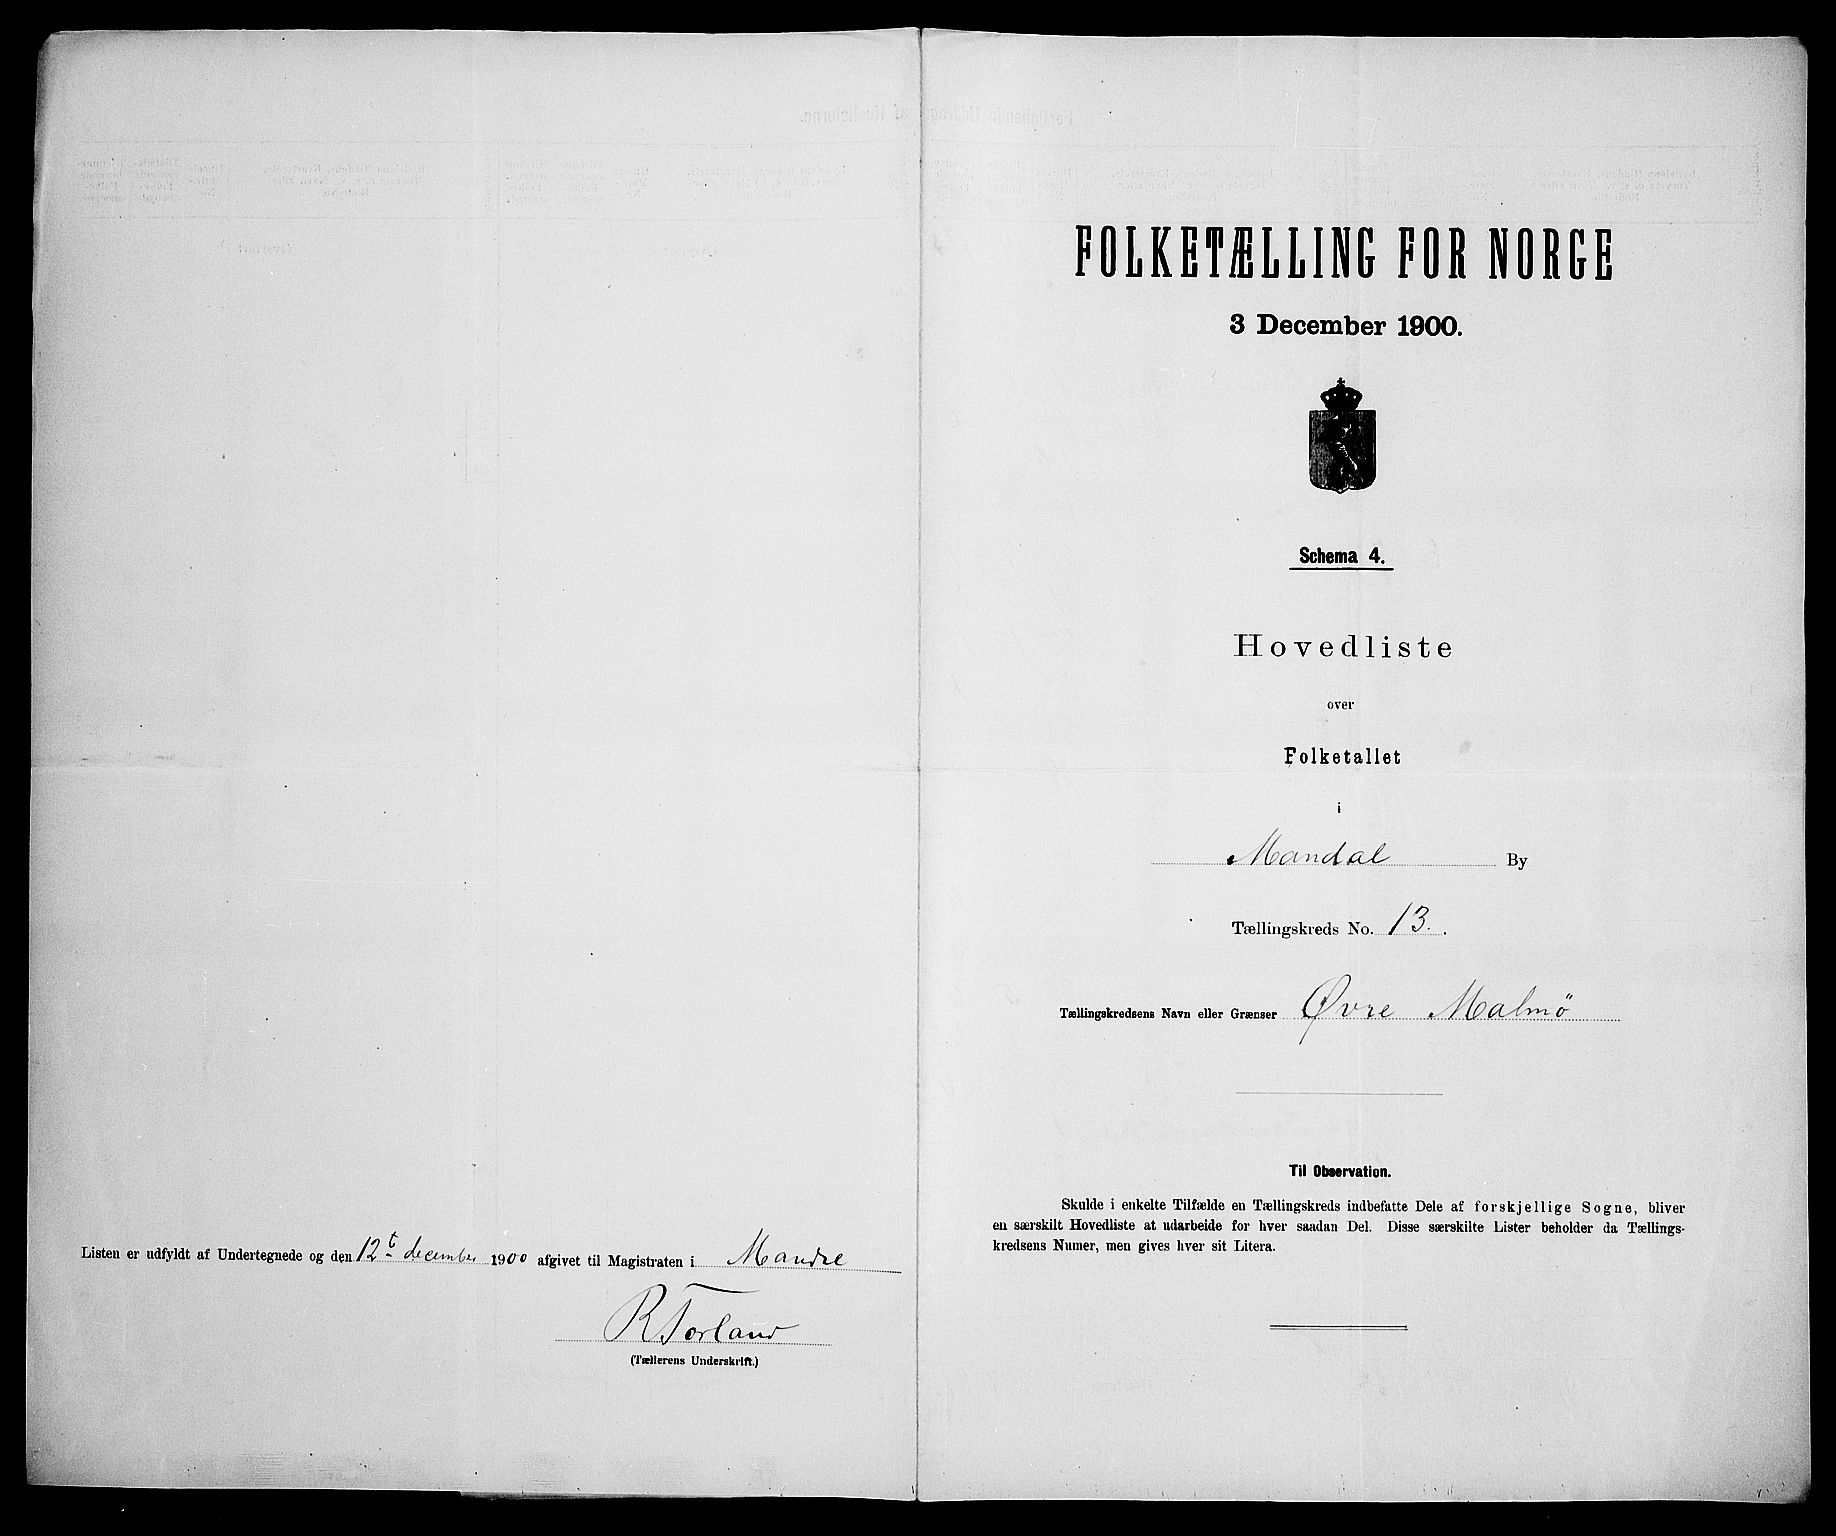 Listen er udfyldt af Undertegnede og den 12t december 1900 afgivet til Magistraten i Mandal
R Torland
(Tællerens Underskrift.)
FOLKETÆLLING FOR NORGE
3 December 1900.
Schema 4.
Hovedliste
over
Folketallet
i
Mandal By
Tællingskreds No. 13.
Tællingskredsens Navn eller Grænser Øvre Malmö
Til Observation.
Skulde i enkelte Tilfælde en Tællingskreds indbefatte Dele af forskjellige Sogne, bliver
en særskilt Hovedliste at udarbeide for hver saadan Del. Disse særskilte Lister beholder da Tællings-
kredsens Numer, men gives hver sit Litera.